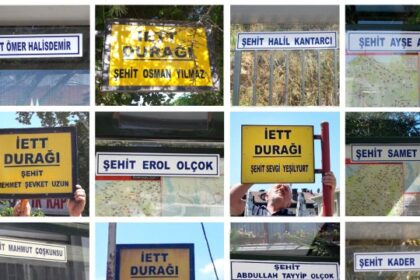 İT ÖMER HALİSDEMİR
İETT
DURAĞI
ŞEHİT OSMAN YILMAZ
ŞEHİT HALİL KANTARCI
ŞEHİT AYŞE A
İETT
DURAĞI
ŞEHİT
MEHMET ŞEVKET UZUN
ŞEHİT EROL OLÇOK
İETT
DURAĞI
ŞEHİT SEVGİ YEŞİLYURT
ŞEHİT SAMET
İT MAHMUT COŞKUNSU
İETT
DURAĞI
ŞEHİT
ABDULLAH TAYYİP OLÇOK
ŞEHİT KADER